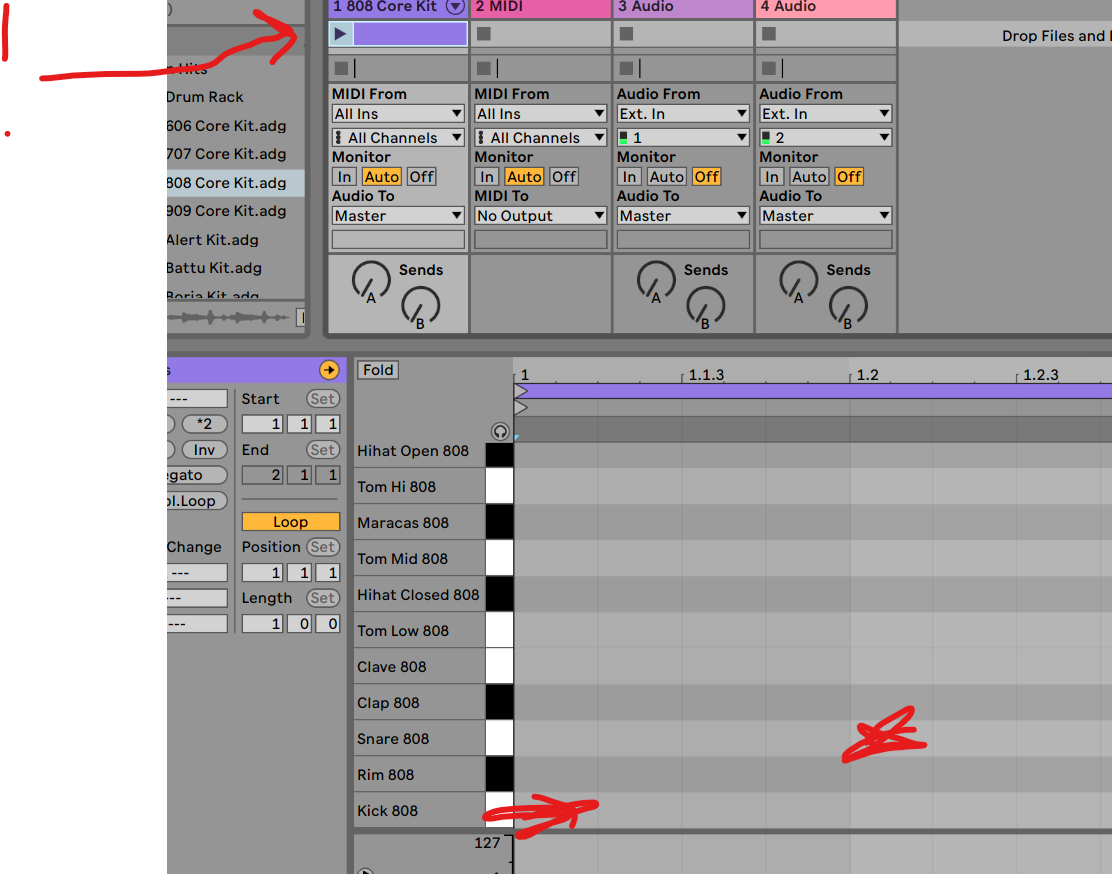 )
1 808 Core Kit
2 MIDI
3 Audio
4 Audio
Drop Files and
Hits
Drum Rack
606 Core Kit.adg
707 Core Kit.adg
808 Core Kit.adg
909 Core Kit.adg
Alert Kit.adg
Battu Kit.adg
Boria Kit.adg
MIDI From
MIDI From
Audio From
Audio From
All Ins
All Ins
Ext. In
Ext. In
All Channels
All Channels
1
2
Monitor
Monitor
Monitor
Monitor
In Auto Off
In Auto Off
In Auto Off
In Auto Off
Audio To
MIDI To
Audio To
Audio To
Master
No Output
Master
Master
Sends
Sends
Sends
A
A
A
B
B
B
s
Fold
1
1.1.3
1.2
1.2.3
---
Start
Set
*2
1 1 1
Inv
End
Set
egato
2 1 1
pl.Loop
Loop
Change
Position
Set
---
1 1 1
---
Length
Set
---
1 0 0
Hihat Open 808
Tom Hi 808
Maracas 808
Tom Mid 808
Hihat Closed 808
Tom Low 808
Clave 808
Clap 808
Snare 808
Rim 808
Kick 808
127